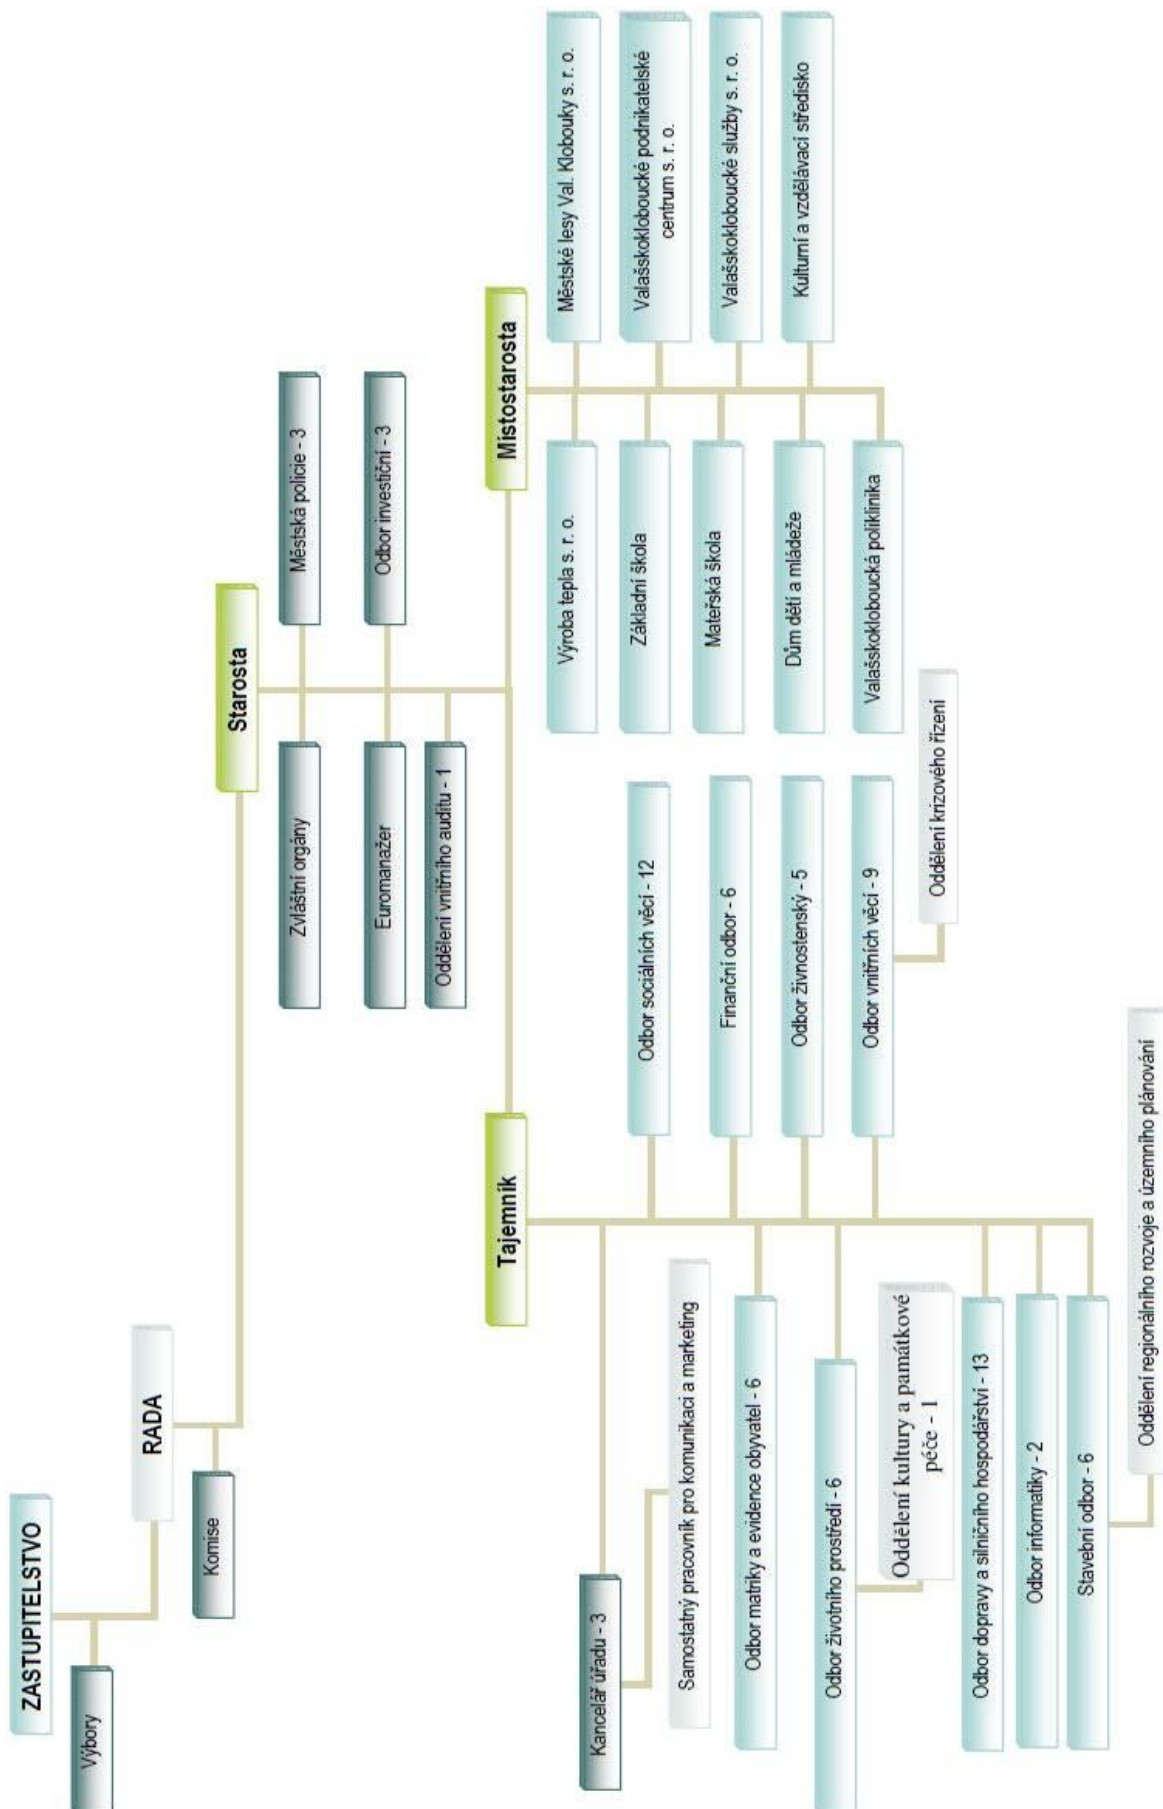 ZASTUPITELSTVO
Výbory
RADA
Komise
Starosta
Zvláštní orgány
Městská policie - 3
Euromanažer
Odbor investiční - 3
Oddělení vnitřního auditu - 1
Tajemník
Místostarosta
Kancelář úřadu - 3
Samostatný pracovník pro komunikaci a marketing
Odbor matriky a evidence obyvatel - 6
Odbor životního prostředí - 6
Oddělení kultury a památkové
péče - 1
Odbor dopravy a silničního hospodářství - 13
Odbor informatiky - 2
Stavební odbor - 6
Oddělení regionálního rozvoje a územního plánování
Odbor sociálních věcí - 12
Finanční odbor - 6
Odbor živnostenský - 5
Odbor vnitřních věcí - 9
Oddělení krizového řízení
Výroba tepla s. r. o.
Základní škola
Mateřská škola
Dům dětí a mládeže
Valašskokloboucká poliklinika
Městské lesy Val. Klobouky s. r. o.
Valašskokloboucké podnikatelské
centrum s. r. o.
Valašskokloboucké služby s. r. o.
Kulturní a vzdělávací středisko